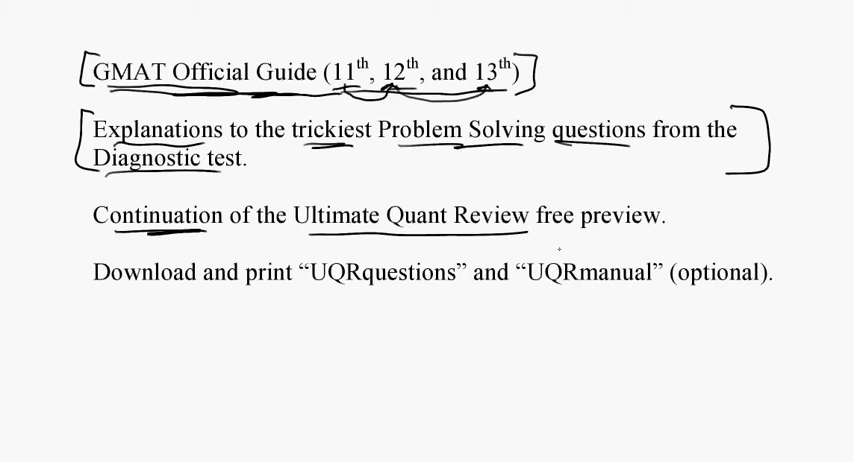 GMAT Official Guide (11th, 12th, and 13th)
Explanations to the trickiest Problem Solving questions from the
Diagnostic test.
Continuation of the Ultimate Quant Review free preview.
Download and print “UQRquestions” and “UQRmanual” (optional).